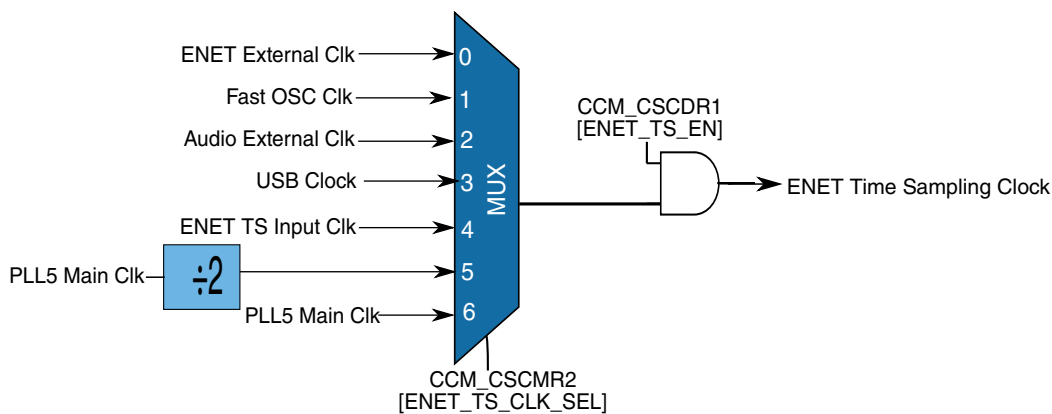 ENET External Clk
0
Fast OSC Clk
1
Audio External Clk
2
USB Clock
3
ENET TS Input Clk
4
PLL5 Main Clk
÷2
5
PLL5 Main Clk
6
MUX
CCM_CSCMR2
[ENET_TS_CLK_SEL]
CCM_CSCDR1
[ENET_TS_EN]
ENET Time Sampling Clock